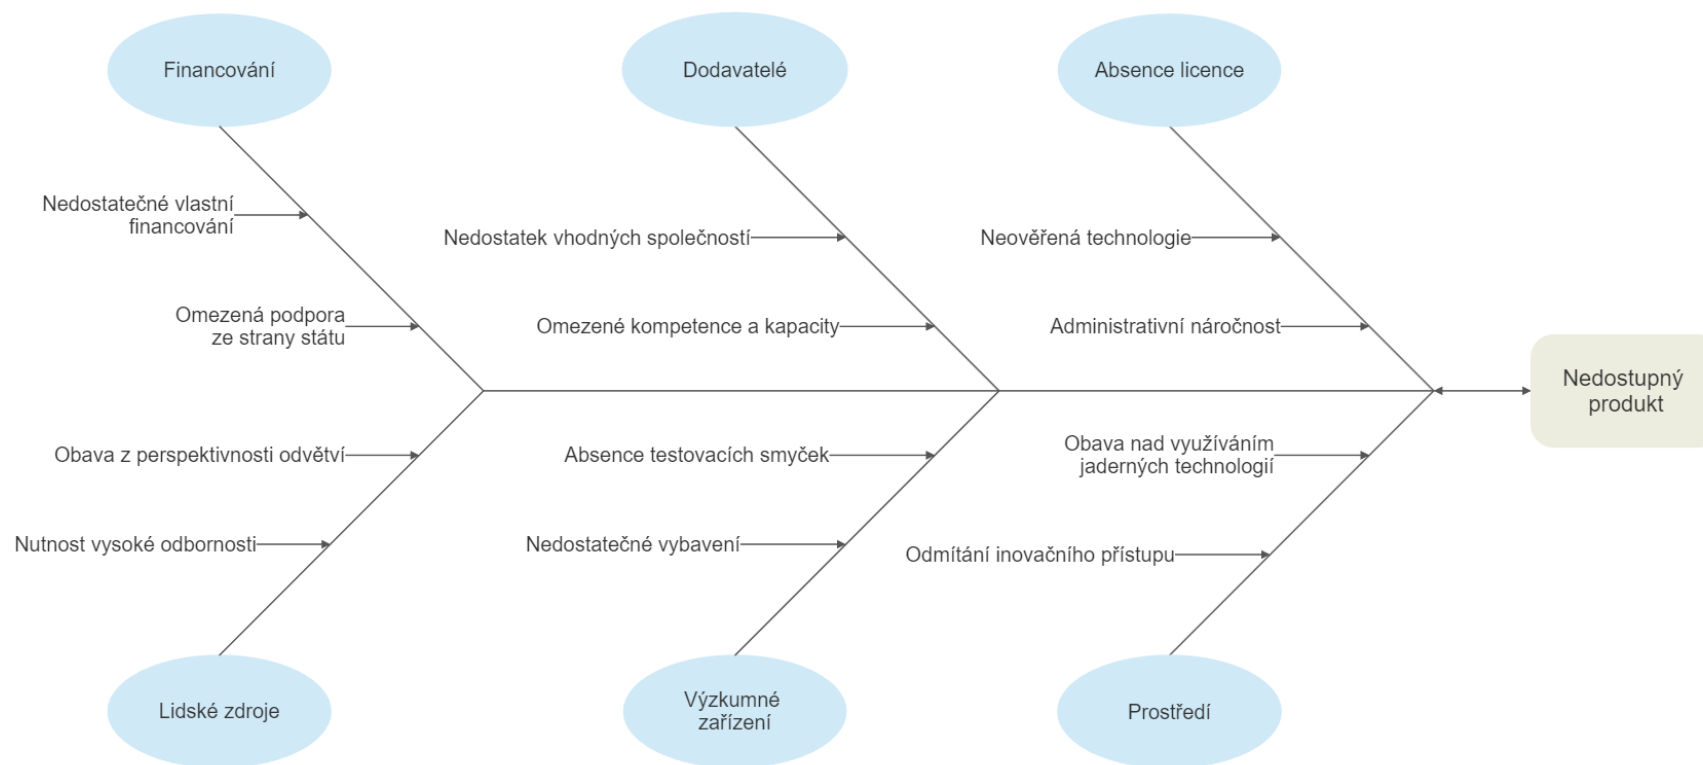 Financování
Dodavatelé
Absence licence
Nedostatečné vlastní
financování
Nedostatek vhodných společností
Neověřená technologie
Omezená podpora
ze strany státu
Omezené kompetence a kapacity
Administrativní náročnost
Nedostupný
produkt
Obava z perspektivnosti odvětví
Absence testovacích smyček
Obava nad využíváním
jaderných technologií
Nutnost vysoké odbornosti
Nedostatečné vybavení
Odmítání inovačního přístupu
Lidské zdroje
Výzkumné
zařízení
Prostředí